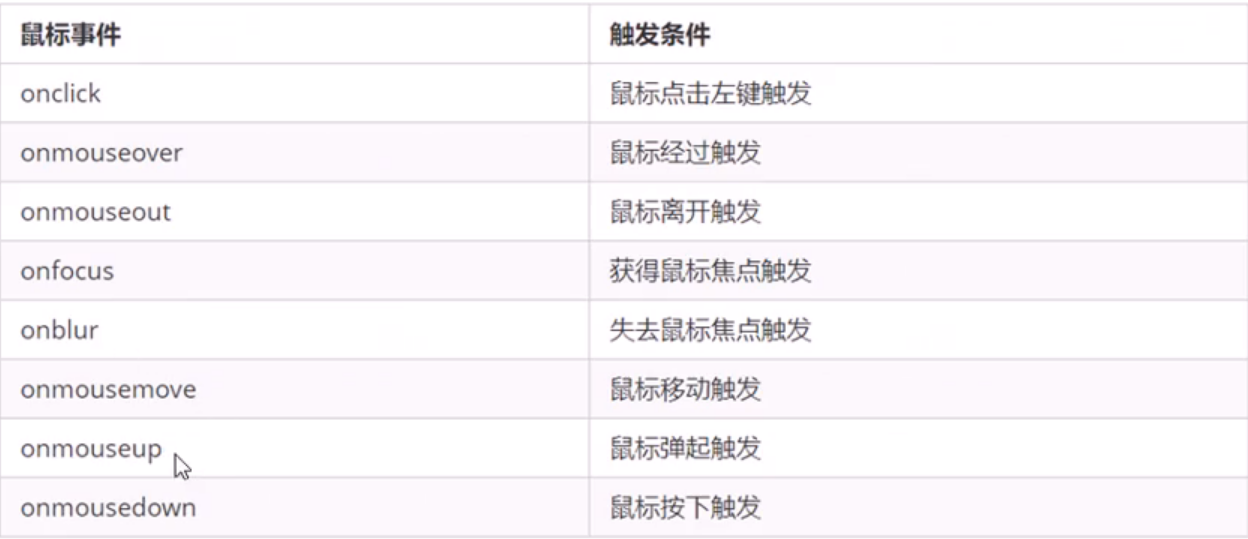 鼠标事件 触发条件
onclick 鼠标点击左键触发
onmouseover 鼠标经过触发
onmouseout 鼠标离开触发
onfocus 获得鼠标焦点触发
onblur 失去鼠标焦点触发
onmousemove 鼠标移动触发
onmouseup 鼠标弹起触发
onmousedown 鼠标按下触发